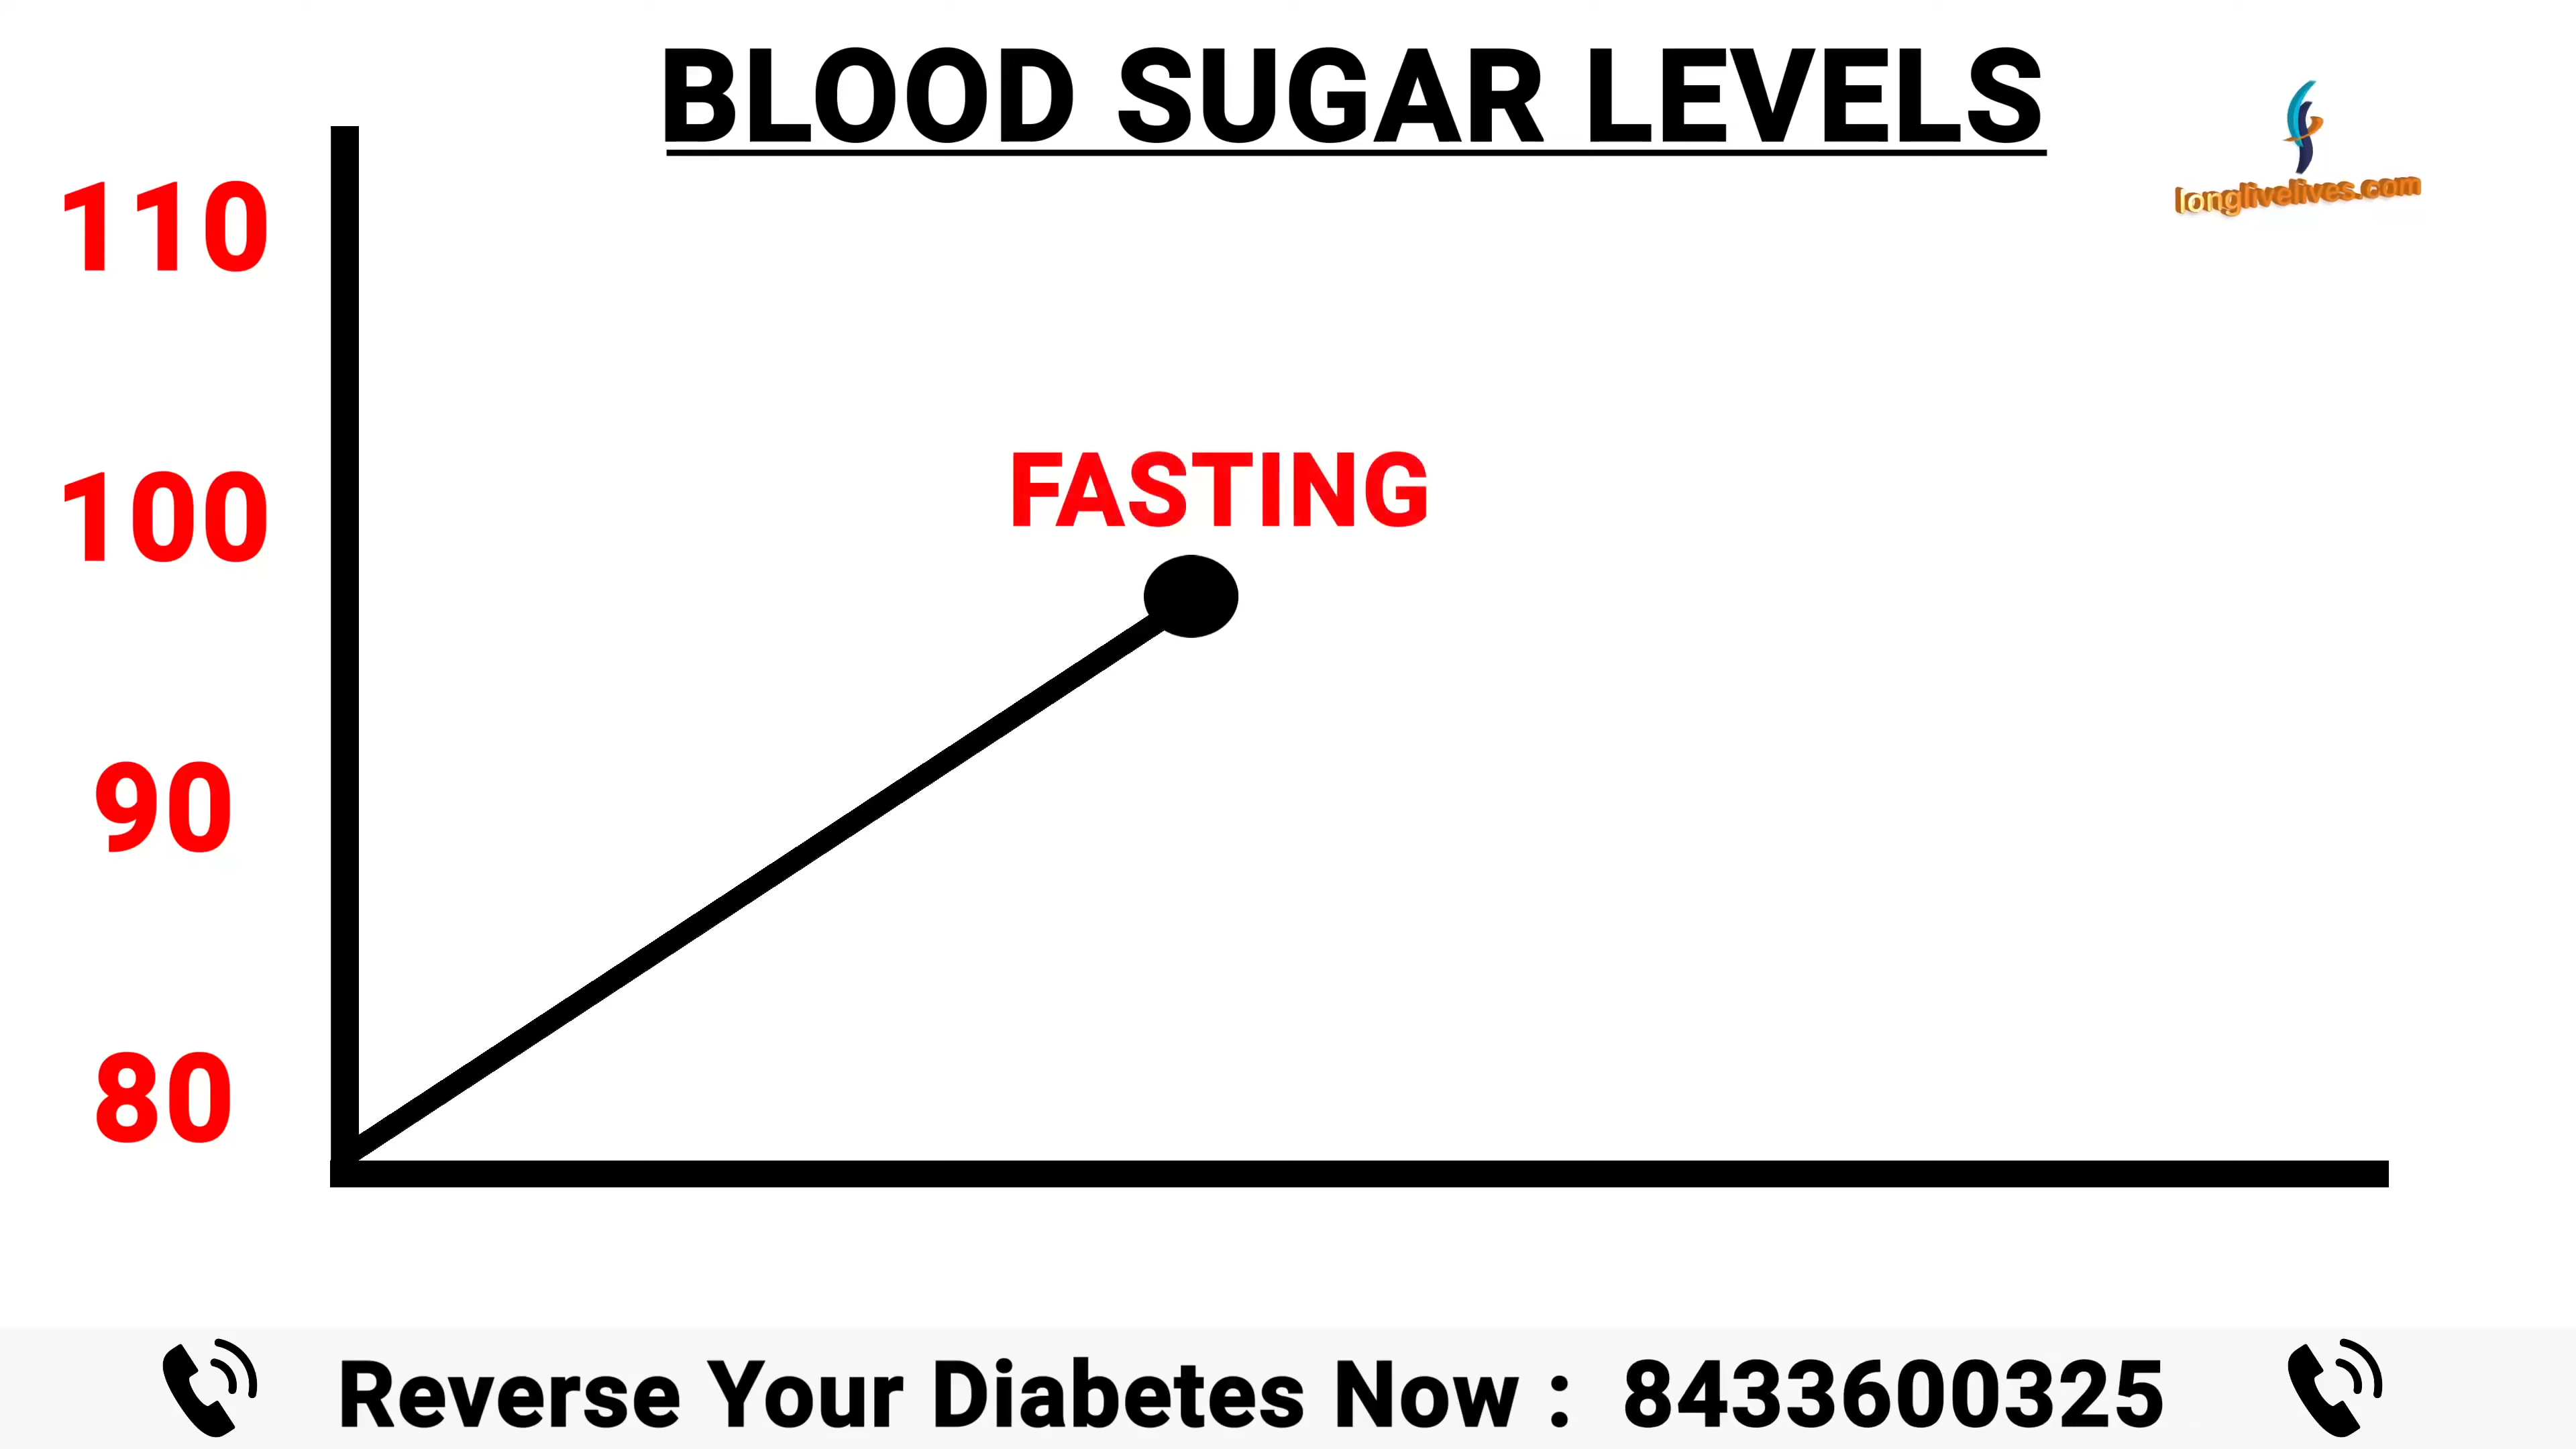 BLOOD SUGAR LEVELS
longlivelives.com
110
100
FASTING
90
80
Reverse Your Diabetes Now : 8433600325